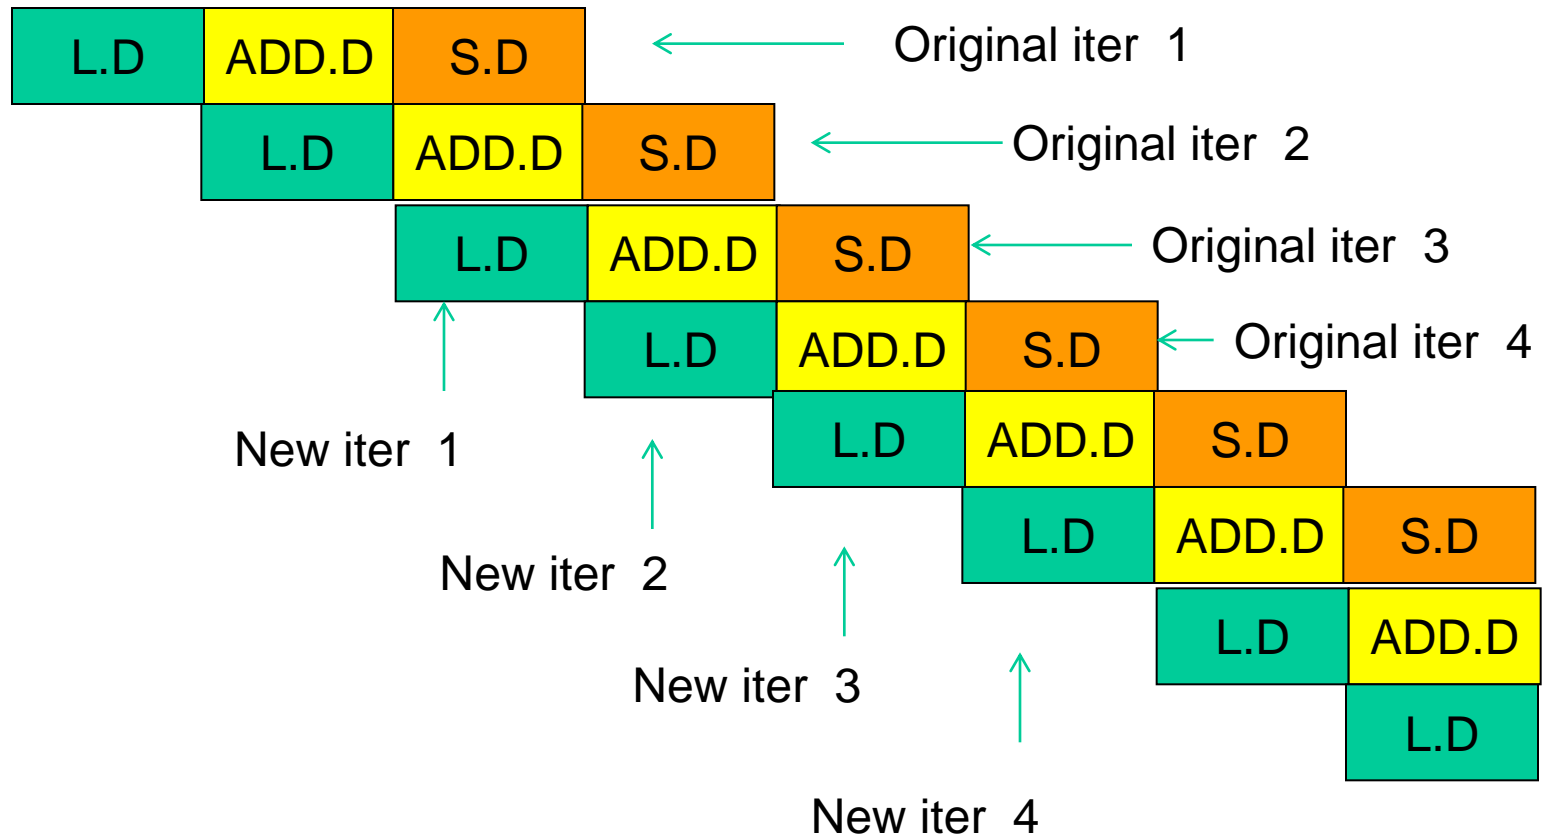 L.D ADD.D S.D Original iter 1
L.D ADD.D S.D Original iter 2
L.D ADD.D S.D Original iter 3
L.D ADD.D S.D Original iter 4
L.D ADD.D S.D
New iter 1
L.D ADD.D S.D
New iter 2
L.D ADD.D
New iter 3
L.D
New iter 4